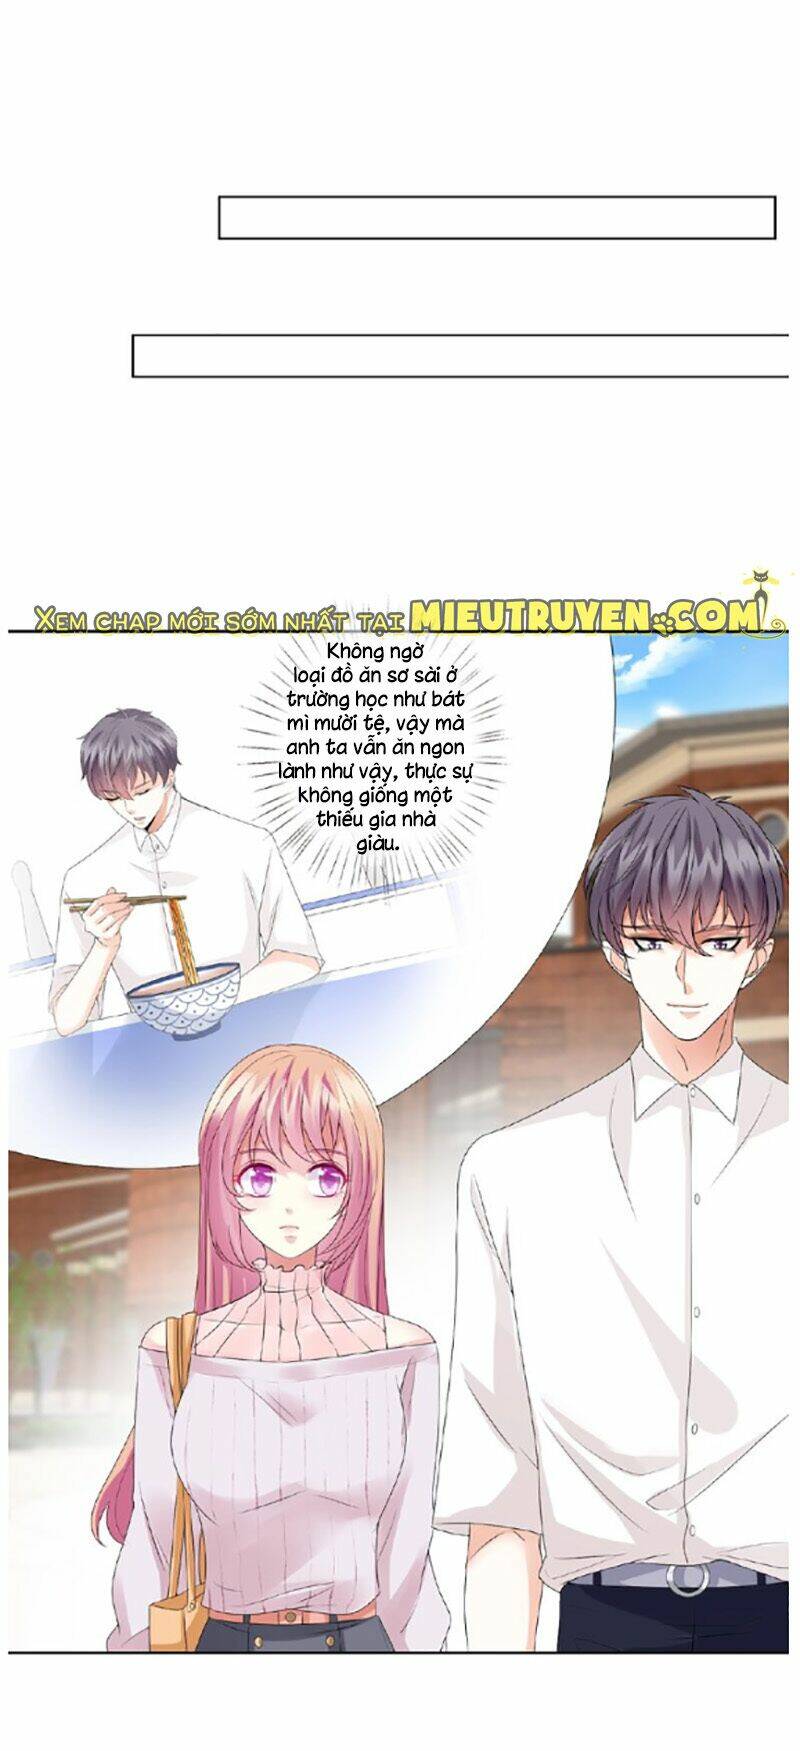 Xem chap mới sớm nhất tại MIEUTRUYEN.COM
Không ngờ
loại đồ ăn sơ sài ở
trường học như bát
mì mười tệ, vậy mà
anh ta vẫn ăn ngon
lành như vậy, thực sự
không giống một
thiếu gia nhà
giàu.